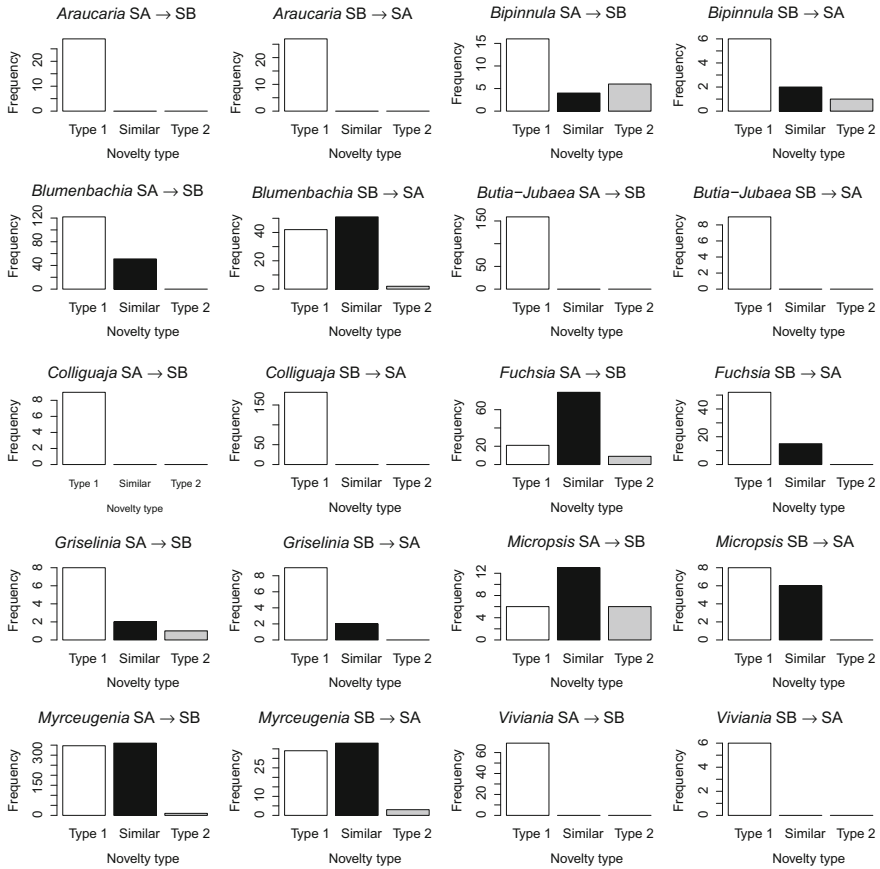 Araucaria SA → SB
Frequency
0 10 20
Type 1 Similar Type 2
Novelty type
Araucaria SB → SA
Frequency
0 10 20
Type 1 Similar Type 2
Novelty type
Bipinnula SA → SB
Frequency
0 5 10 15
Type 1 Similar Type 2
Novelty type
Bipinnula SB → SA
Frequency
0 2 4 6
Type 1 Similar Type 2
Novelty type
Blumenbachia SA → SB
Frequency
0 40 80 120
Type 1 Similar Type 2
Novelty type
Blumenbachia SB → SA
Frequency
0 20 40
Type 1 Similar Type 2
Novelty type
Butia−Jubaea SA → SB
Frequency
0 50 150
Type 1 Similar Type 2
Novelty type
Butia−Jubaea SB → SA
Frequency
0 2 4 6 8
Type 1 Similar Type 2
Novelty type
Colliguaja SA → SB
Frequency
0 2 4 6 8
Type 1 Similar Type 2
Novelty type
Colliguaja SB → SA
Frequency
0 50 150
Type 1 Similar Type 2
Novelty type
Fuchsia SA → SB
Frequency
0 20 60
Type 1 Similar Type 2
Novelty type
Fuchsia SB → SA
Frequency
0 20 40
Type 1 Similar Type 2
Novelty type
Griselinia SA → SB
Frequency
0 2 4 6 8
Type 1 Similar Type 2
Novelty type
Griselinia SB → SA
Frequency
0 2 4 6 8
Type 1 Similar Type 2
Novelty type
Micropsis SA → SB
Frequency
0 4 8 12
Type 1 Similar Type 2
Novelty type
Micropsis SB → SA
Frequency
0 2 4 6 8
Type 1 Similar Type 2
Novelty type
Myrceugenia SA → SB
Frequency
0 150 300
Type 1 Similar Type 2
Novelty type
Myrceugenia SB → SA
Frequency
0 10 25
Type 1 Similar Type 2
Novelty type
Viviania SA → SB
Frequency
0 20 40 60
Type 1 Similar Type 2
Novelty type
Viviania SB → SA
Frequency
0 2 4 6
Type 1 Similar Type 2
Novelty type